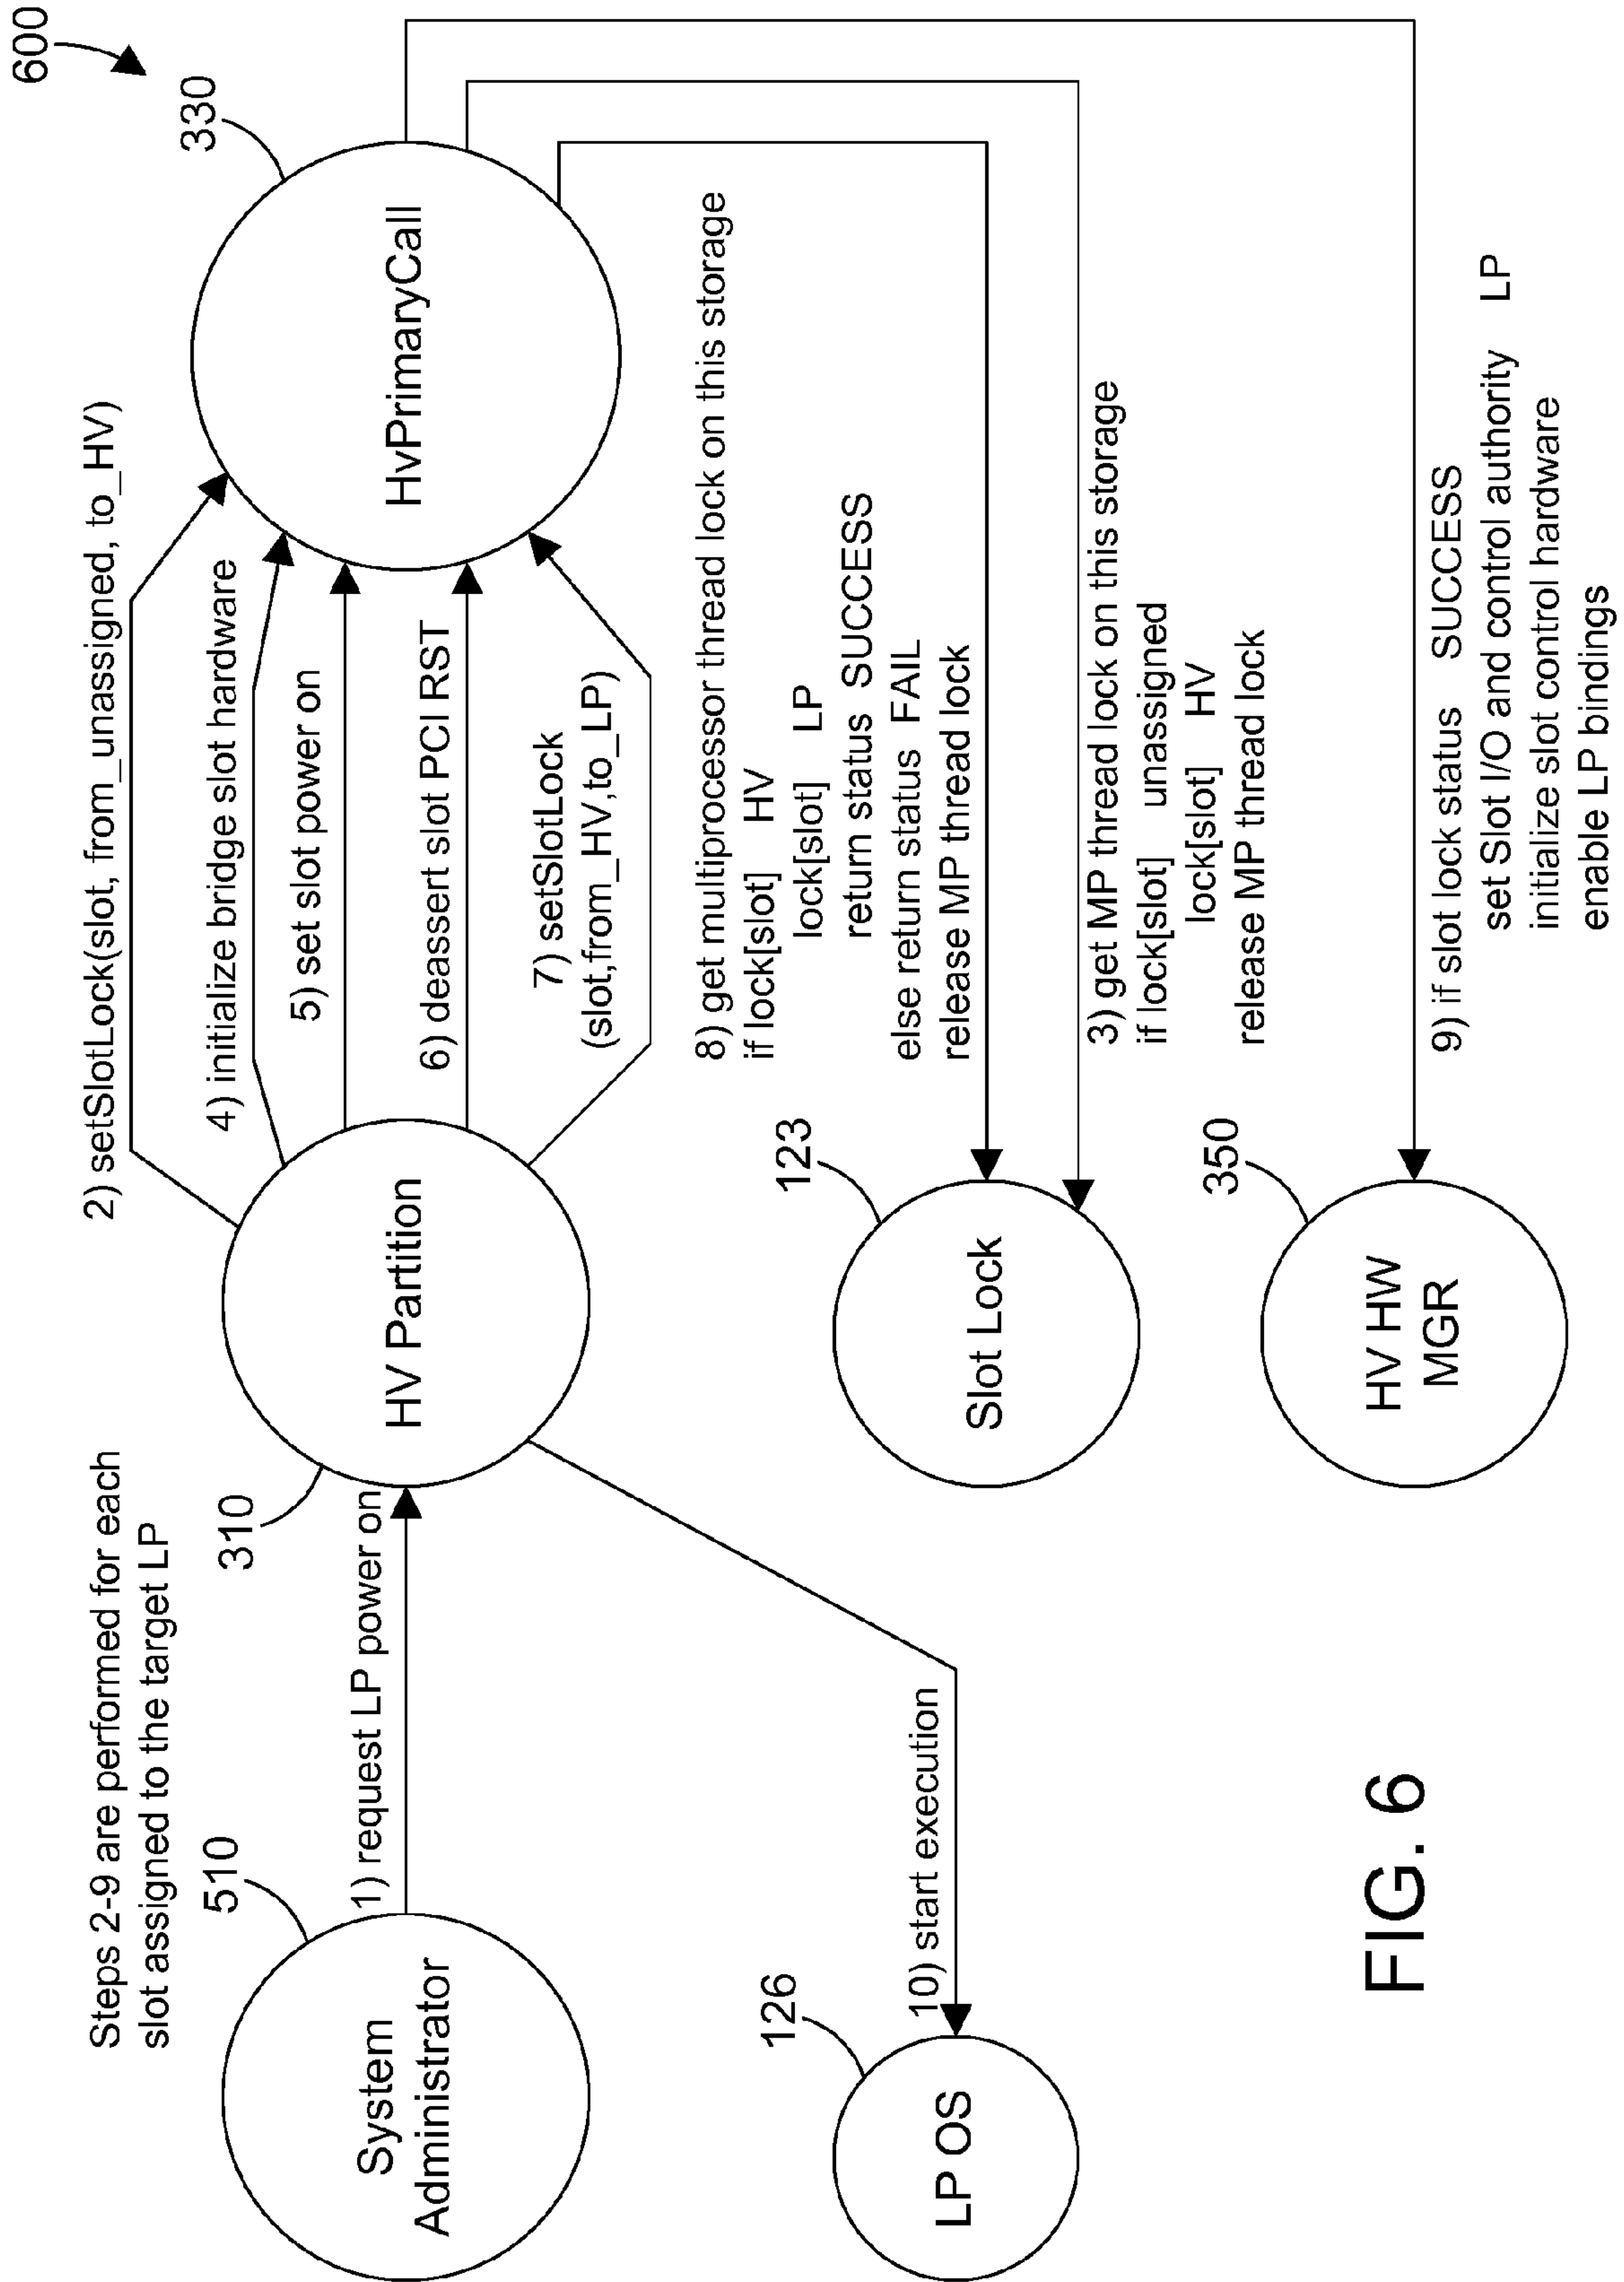 600
Steps 2-9 are performed for each
slot assigned to the target LP
510
System
Administrator
1) request LP power on
310
HV Partition
2) setSlotLock(slot, from_unassigned, to_HV)
4) initialize bridge slot hardware
5) set slot power on
6) deassert slot PCI RST
7) setSlotLock
(slot,from_HV,to_LP)
330
HvPrimaryCall
126
LP OS
10) start execution
123
Slot Lock
8) get multiprocessor thread lock on this storage
if lock[slot] HV
lock[slot] LP
return status SUCCESS
else return status FAIL
release MP thread lock
3) get MP thread lock on this storage
if lock[slot] unassigned
lock[slot] HV
release MP thread lock
350
HV HW
MGR
9) if slot lock status SUCCESS
set Slot I/O and control authority LP
initialize slot control hardware
enable LP bindings
FIG. 6